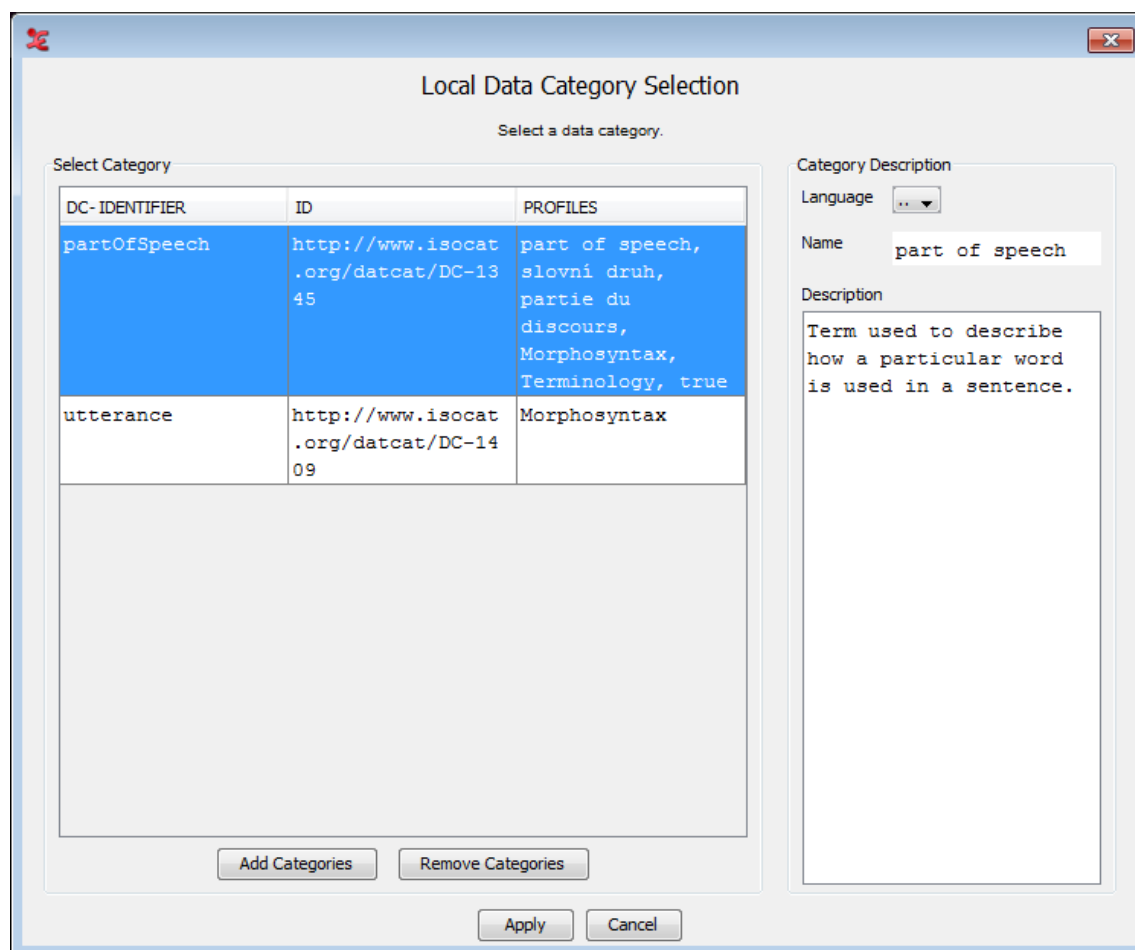 Local Data Category Selection
Select a data category.
Select Category
DC- IDENTIFIER ID PROFILES
partOfSpeech
http://www.isocat
.org/datcat/DC-13
45
part of speech,
slovní druh,
partie du
discours,
Morphosyntax,
Terminology, true
utterance
http://www.isocat
.org/datcat/DC-14
09
Morphosyntax
Add Categories
Remove Categories
Category Description
Language ..
Name part of speech
Description
Term used to describe
how a particular word
is used in a sentence.
Apply
Cancel